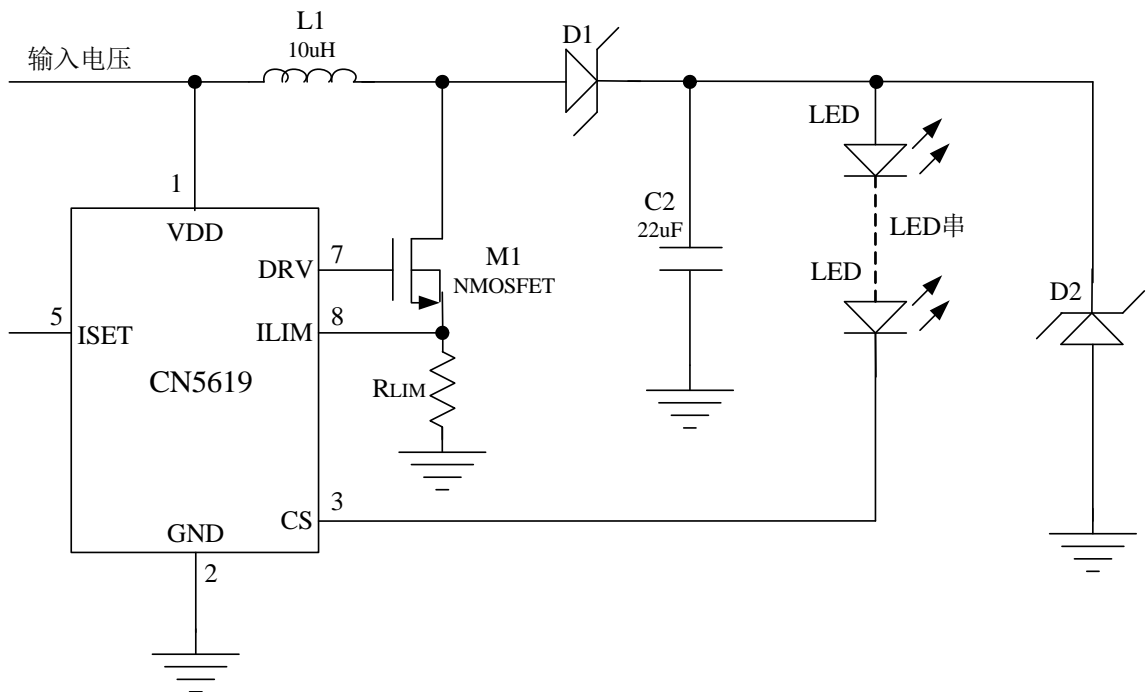 L1
10uH
D1
输入电压
LED
1
C2
22uF
LED串
VDD
DRV
7
M1
NMOSFET
LED
D2
5
ISET
ILIM
8
CN5619
RLIM
CS
3
GND
2